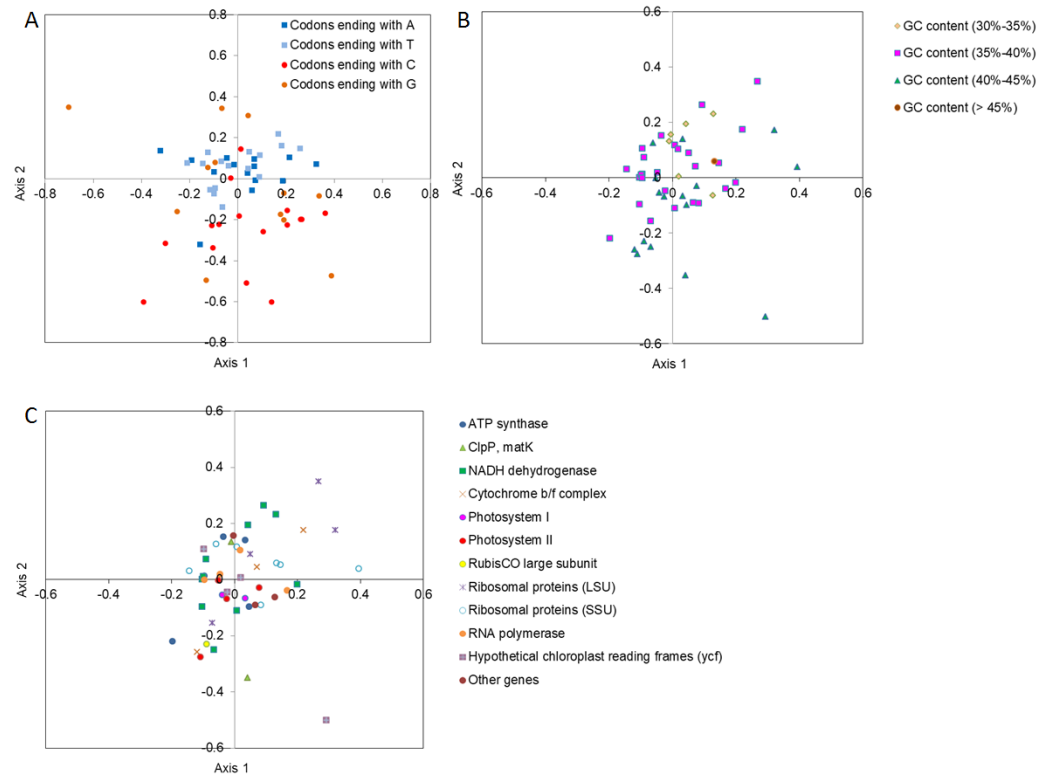 A
Codons ending with A
Codons ending with T
Codons ending with C
Codons ending with G
0.8
0.6
0.4
0.2
0
-0.2
-0.4
-0.6
-0.8
-0.8 -0.6 -0.4 -0.2 0 0.2 0.4 0.6 0.8
Axis 2
Axis 1
B
GC content (30%-35%)
GC content (35%-40%)
GC content (40%-45%)
GC content (> 45%)
0.6
0.4
0.2
0
-0.2
-0.4
-0.6
-0.6 -0.4 -0.2 0 0.2 0.4 0.6
Axis 2
Axis 1
C
ATP synthase
ClpP, matK
NADH dehydrogenase
Cytochrome b/f complex
Photosystem I
Photosystem II
RubisCO large subunit
Ribosomal proteins (LSU)
Ribosomal proteins (SSU)
RNA polymerase
Hypothetical chloroplast reading frames (ycf)
Other genes
0.6
0.4
0.2
0
-0.2
-0.4
-0.6
-0.6 -0.4 -0.2 0 0.2 0.4 0.6
Axis 2
Axis 1